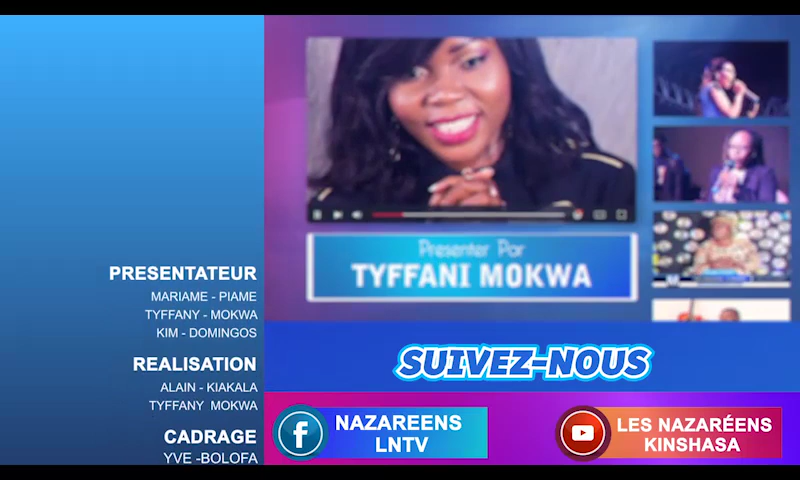 PRESENTATEUR
MARIAME - PIAME
TYFFANY - MOKWA
KIM - DOMINGOS
REALISATION
ALAIN - KIAKALA
TYFFANY MOKWA
CADRAGE
YVE -BOLOFA
Presenter Par
TYFFANI MOKWA
SUIVEZ-NOUS
NAZAREENS
LNTV
LES NAZARÉENS
KINSHASA